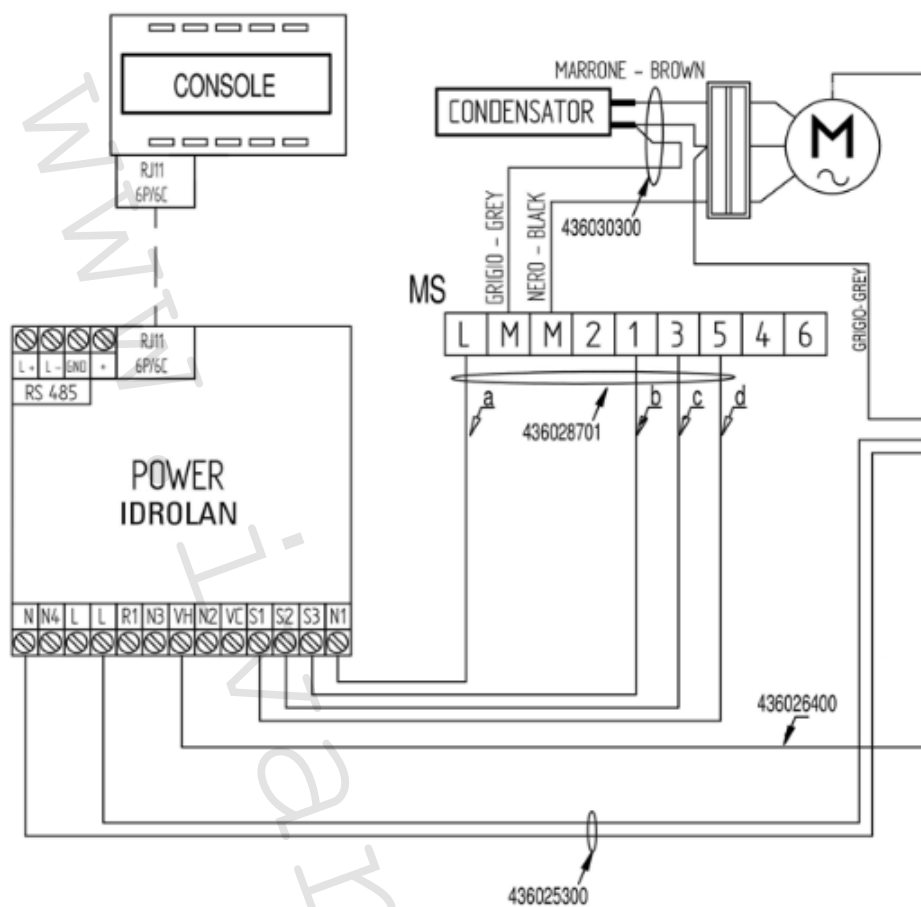 CONSOLE
RJ11
6P/6C
MARRONE - BROWN
CONDENSATOR
M
436030300
GRIGIO - GREY
NERO - BLACK
GRIGIO-GREY
MS
L M M 2 1 3 5 4 6
a b c d
436028701
RJ11
6P/6C
L + L - GND +
RS 485
POWER
IDROLAN
N N4 L L R1 N3 VH N2 VC S1 S2 S3 N1
436026400
436025300
www.ivar